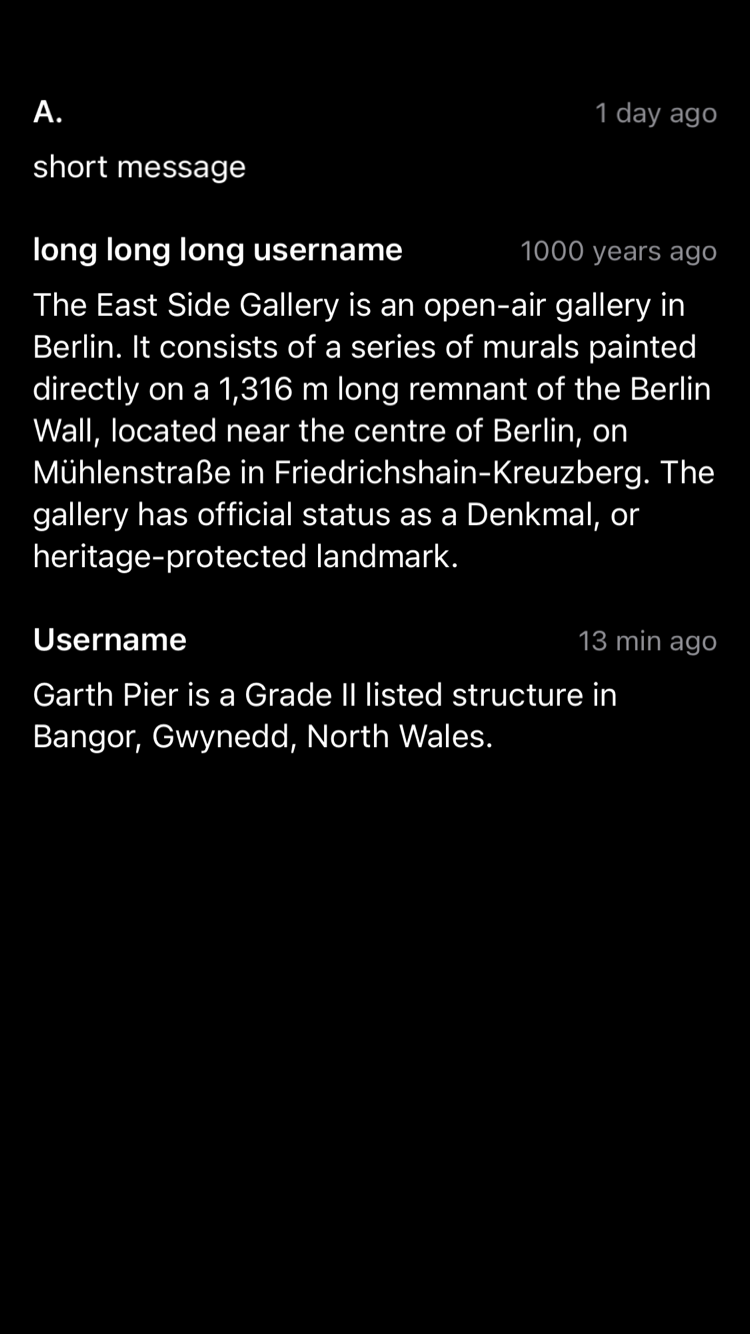 A.
1 day ago
short message
long long long username
1000 years ago
The East Side Gallery is an open-air gallery in
Berlin. It consists of a series of murals painted
directly on a 1,316 m long remnant of the Berlin
Wall, located near the centre of Berlin, on
Mühlenstraße in Friedrichshain-Kreuzberg. The
gallery has official status as a Denkmal, or
heritage-protected landmark.
Username
13 min ago
Garth Pier is a Grade II listed structure in
Bangor, Gwynedd, North Wales.